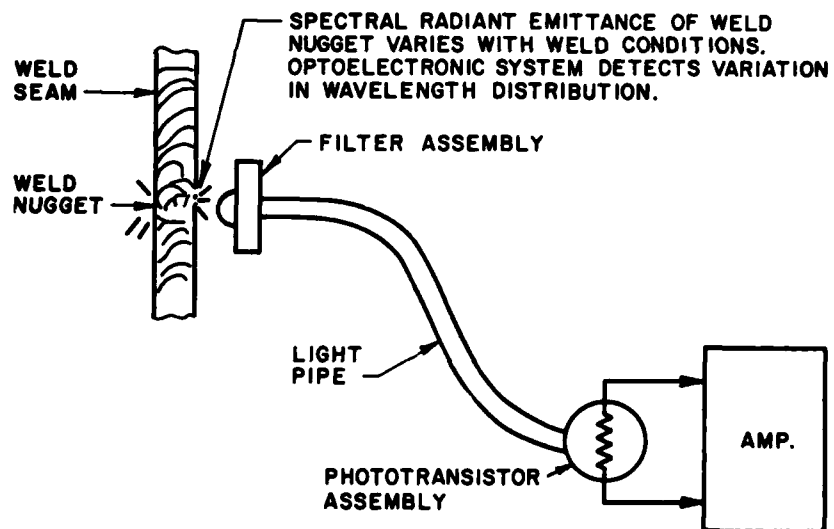 SPECTRAL RADIANT EMITTANCE OF WELD
NUGGET VARIES WITH WELD CONDITIONS.
OPTOELECTRONIC SYSTEM DETECTS VARIATION
IN WAVELENGTH DISTRIBUTION.
WELD
SEAM
FILTER ASSEMBLY
WELD
NUGGET
LIGHT
PIPE
AMP.
PHOTOTRANSISTOR
ASSEMBLY